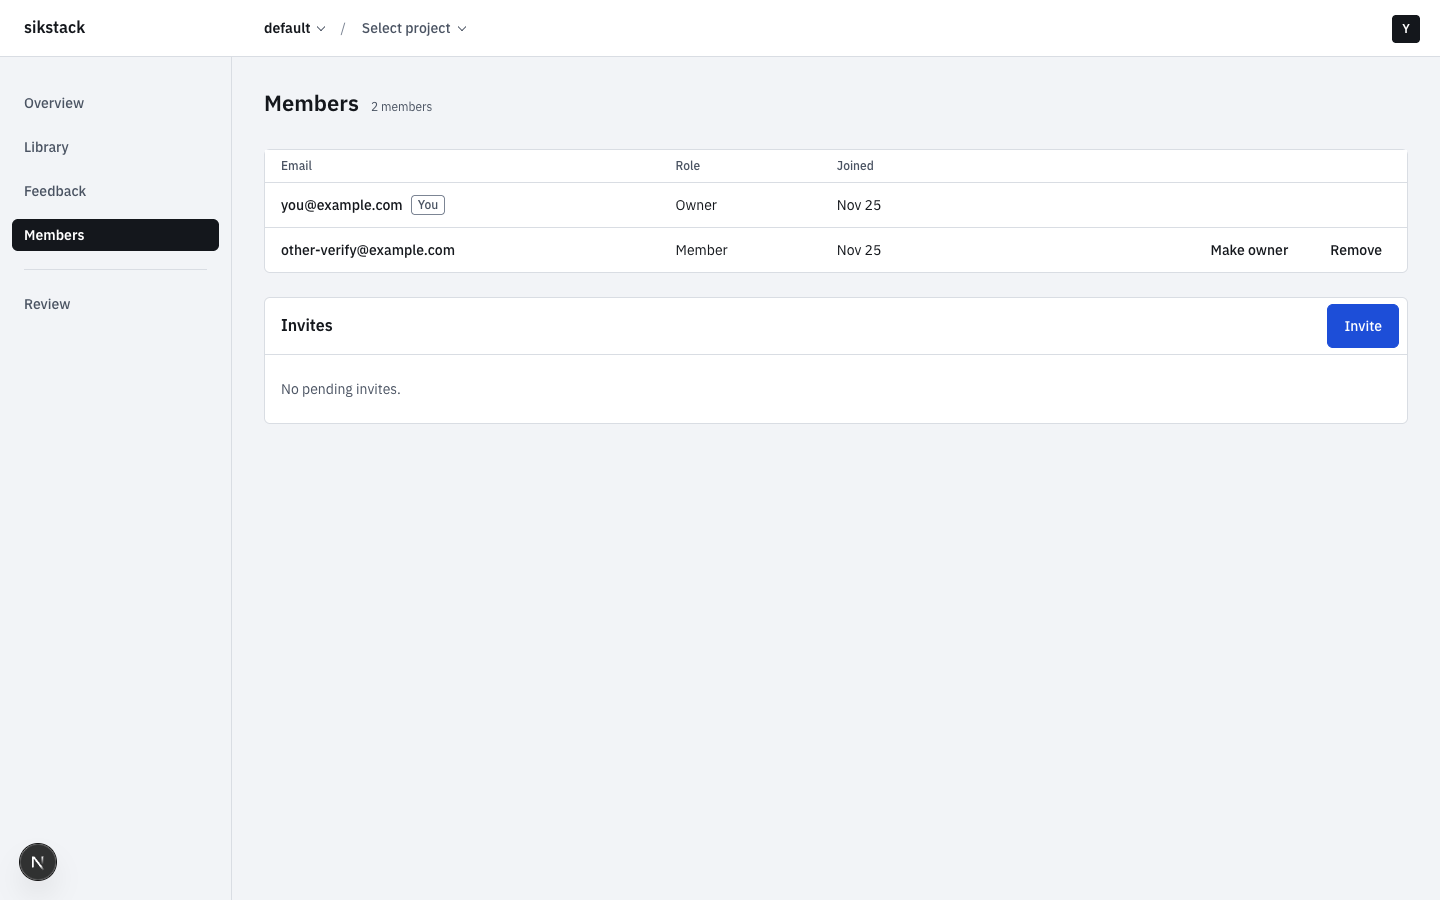 sikstack
default / Select project
Y
Overview
Library
Feedback
Members
Review
Members 2 members
Email Role Joined
you@example.com You Owner Nov 25
other-verify@example.com Member Nov 25 Make owner Remove
Invites Invite
No pending invites.
N